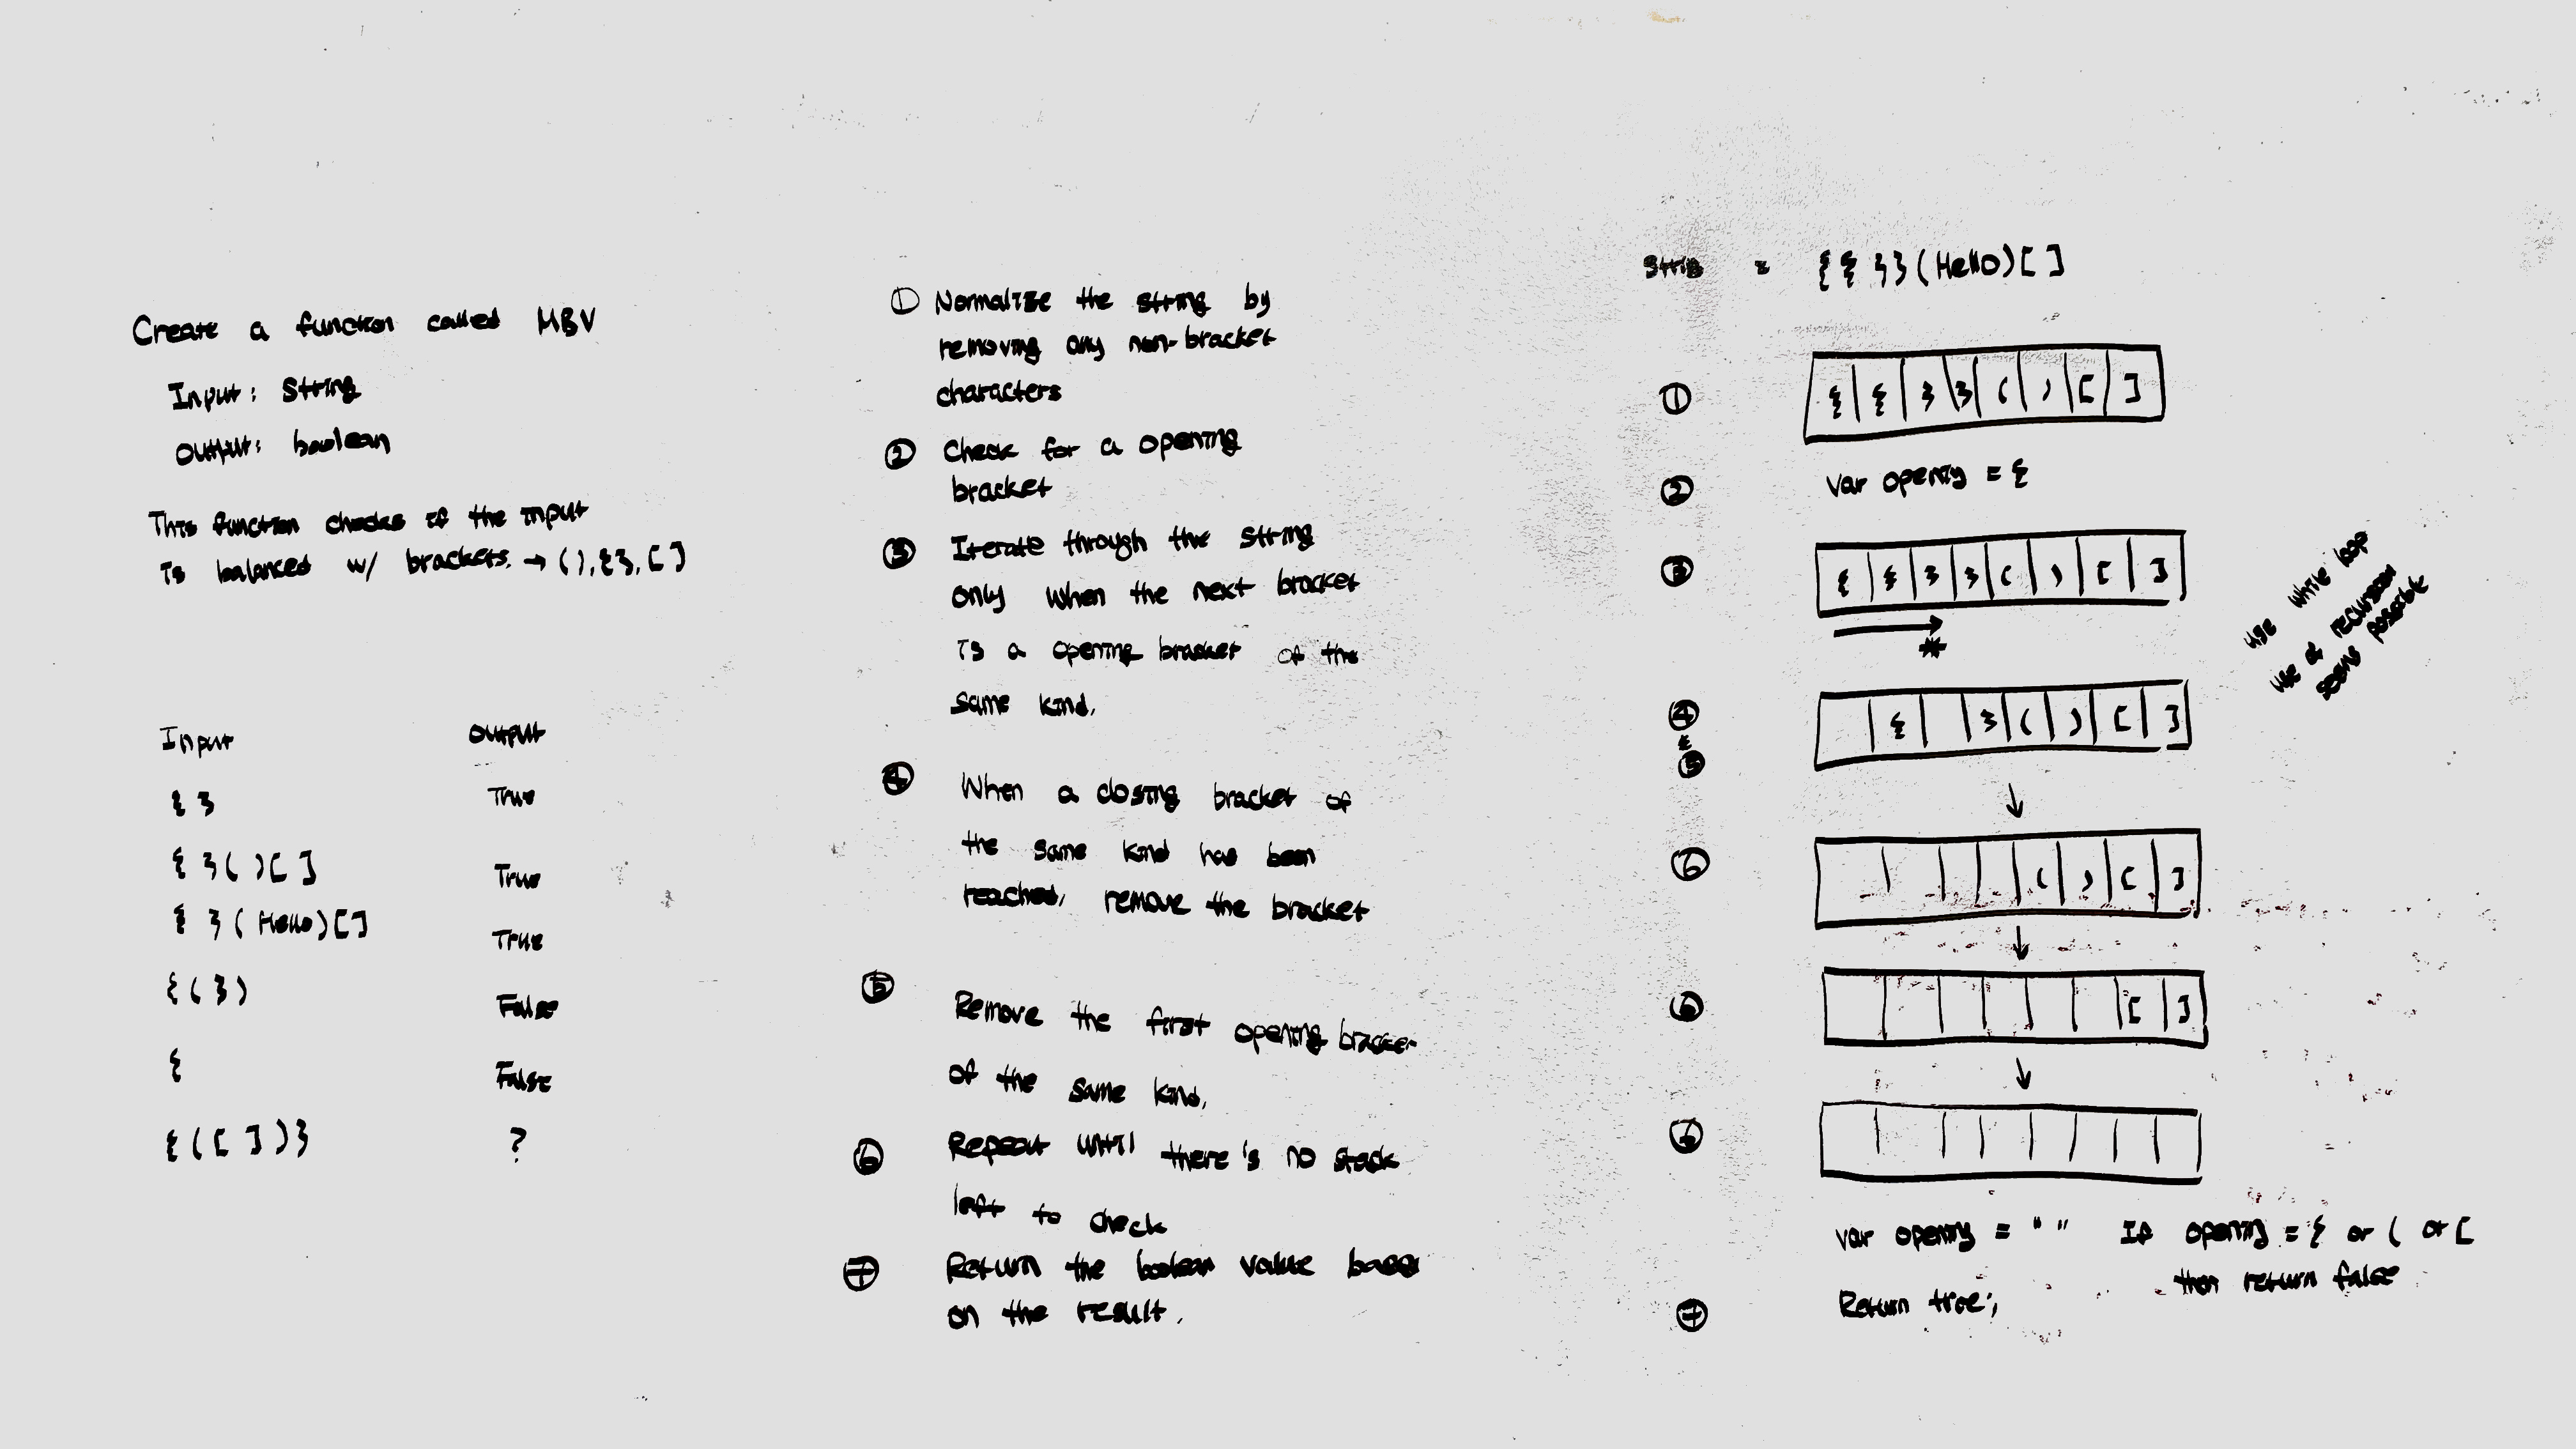 Create a function called MBV
Input: String
Output: boolean
This function checks if the input
Is balanced w/ brackets. → (), {}, []
Input Output
{ } True
{ } ( ) [ ] True
{ } ( Hello ) [ ] True
{ ( } ) False
{ False
{ ( [ ] ) } ?
① Normalize the string by
removing any non-bracket
characters
② Check for a opening
bracket
③ Iterate through the string
only when the next bracket
Is a opening bracket of the
same kind.
④ When a closing bracket of
the same kind has been
reached, remove the bracket
⑤ Remove the first opening bracket
of the same kind.
⑥ Repeat until there's no stack
left to check
⑦ Return the boolean value base
on the result.
String = { { } } ( Hello ) [ ]
① { { } } ( ) [ ]
② var opening = {
③ { { } } ( ) [ ]
*
④ { } ( ) [ ]
&
⑤
⑥ ( ) [ ]
⑥ [ ]
⑥
var opening = " " If opening = { or ( or [
then return false
⑦ Return true;
use while loop
use of recursion
seems possible